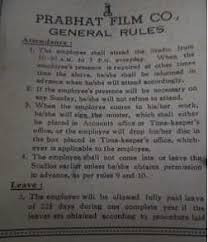 PRABHAT FILM CO.,
GENERAL RULES.
Attendance :
1. The employee shall attend the Studio from
10-30 A.M. to 7 P.M. everyday. When the
employee's presence is required at other times
than the above, he/she shall be informed in
advance when he/she shall will accordingly.
2. If the employee's presence will be necessary on
any Sunday, he/she will not refuse to attend.
3. When the employee comes to his/her work,
he/she will sign the muster, which shall either
be placed in Accounts office or Time-keeper's
office, or the employee will drop his/her disc in
the box placed in Time-keeper's office, which-
ever is applicable to the employee.
4. The employee shall not come late or leave the
Studios earlier unless he/she obtains permission
in advance, as per rules 9 and 10.
Leave :
The employee will be allowed fully paid leave
of days during one complete year if the
leaves are obtained according to procedure laid